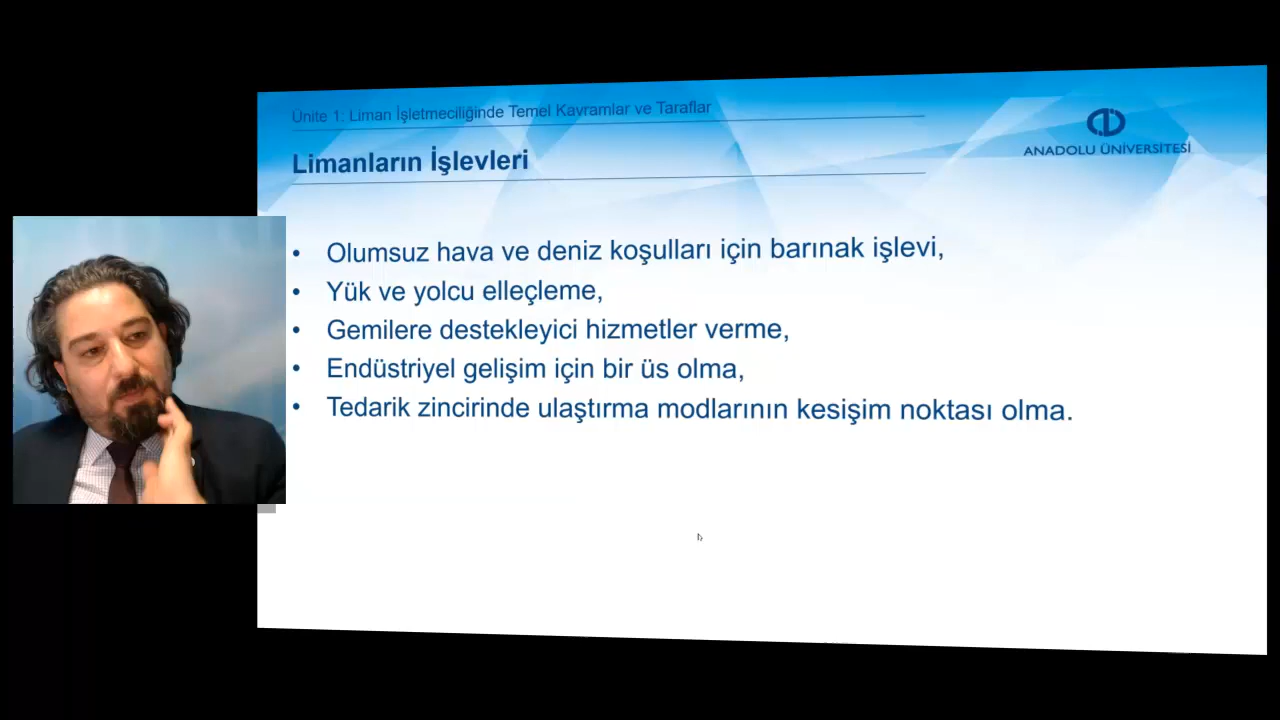 Ünite 1: Liman İşletmeciliğinde Temel Kavramlar ve Taraflar
ANADOLU ÜNİVERSİTESİ
Limanların İşlevleri
• Olumsuz hava ve deniz koşulları için barınak işlevi,
• Yük ve yolcu elleçleme,
• Gemilere destekleyici hizmetler verme,
• Endüstriyel gelişim için bir üs olma,
• Tedarik zincirinde ulaştırma modlarının kesişim noktası olma.